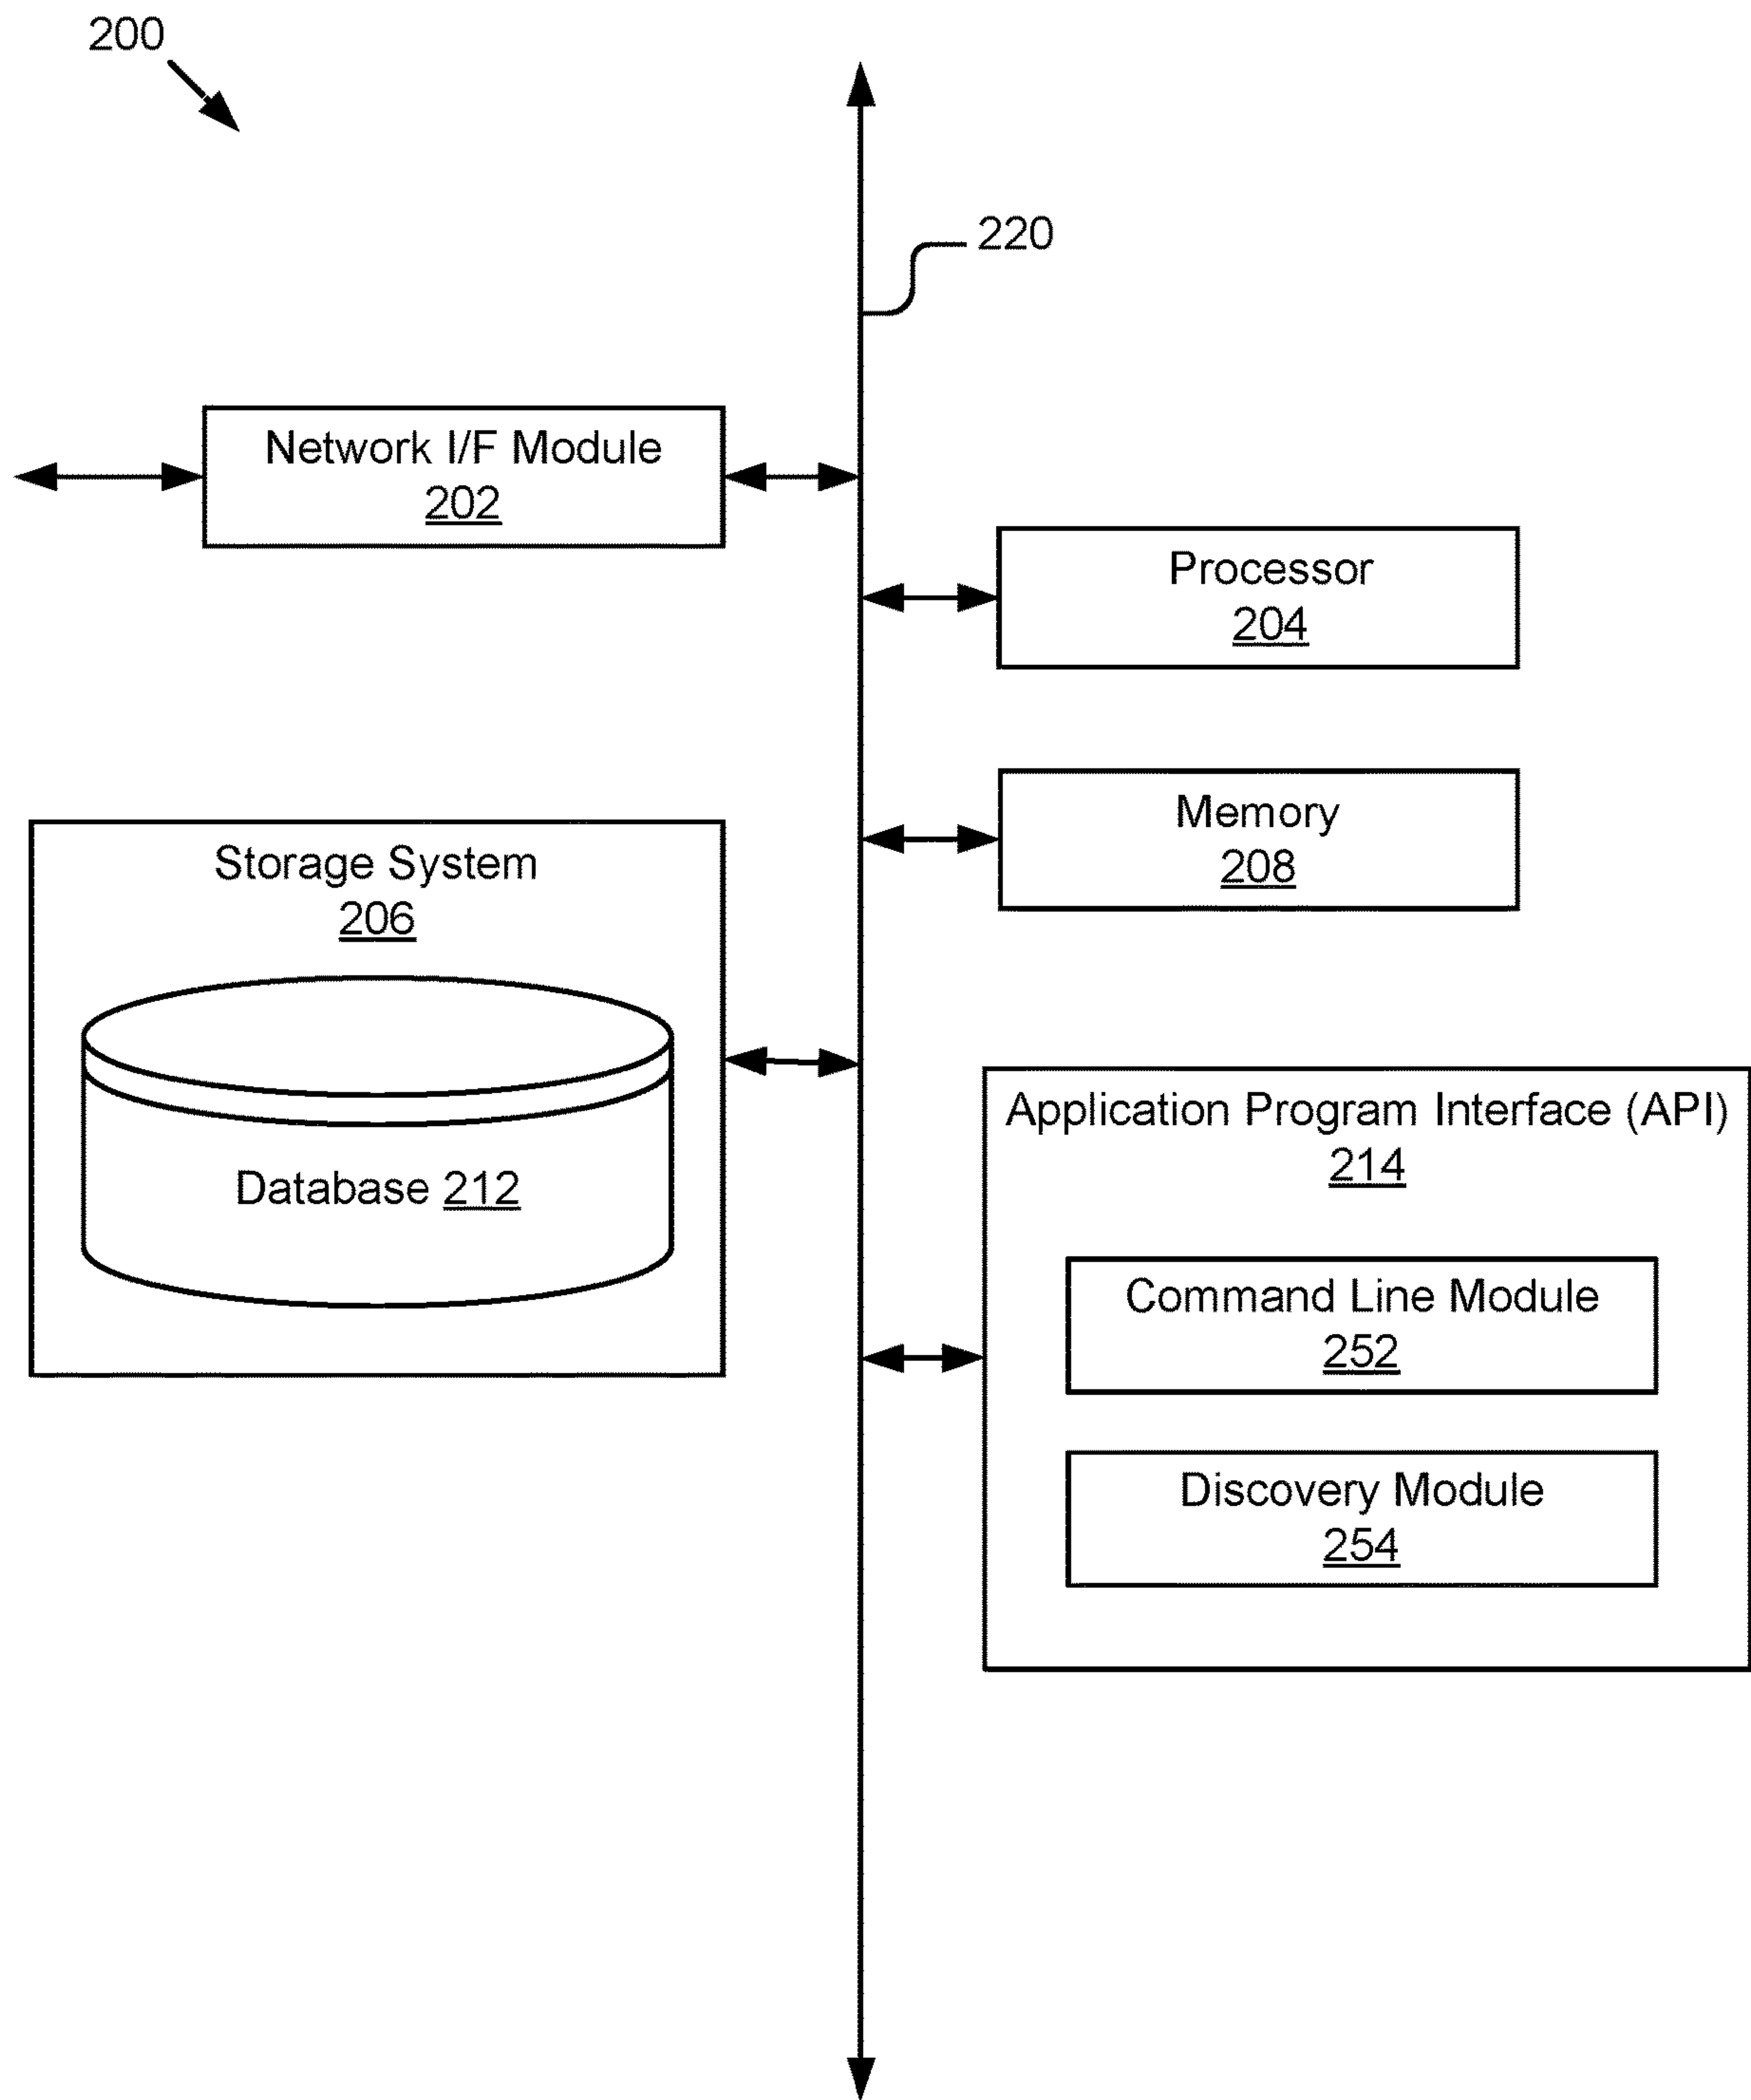 200
220
Network I/F Module
202
Processor
204
Memory
208
Storage System
206
Database 212
Application Program Interface (API)
214
Command Line Module
252
Discovery Module
254